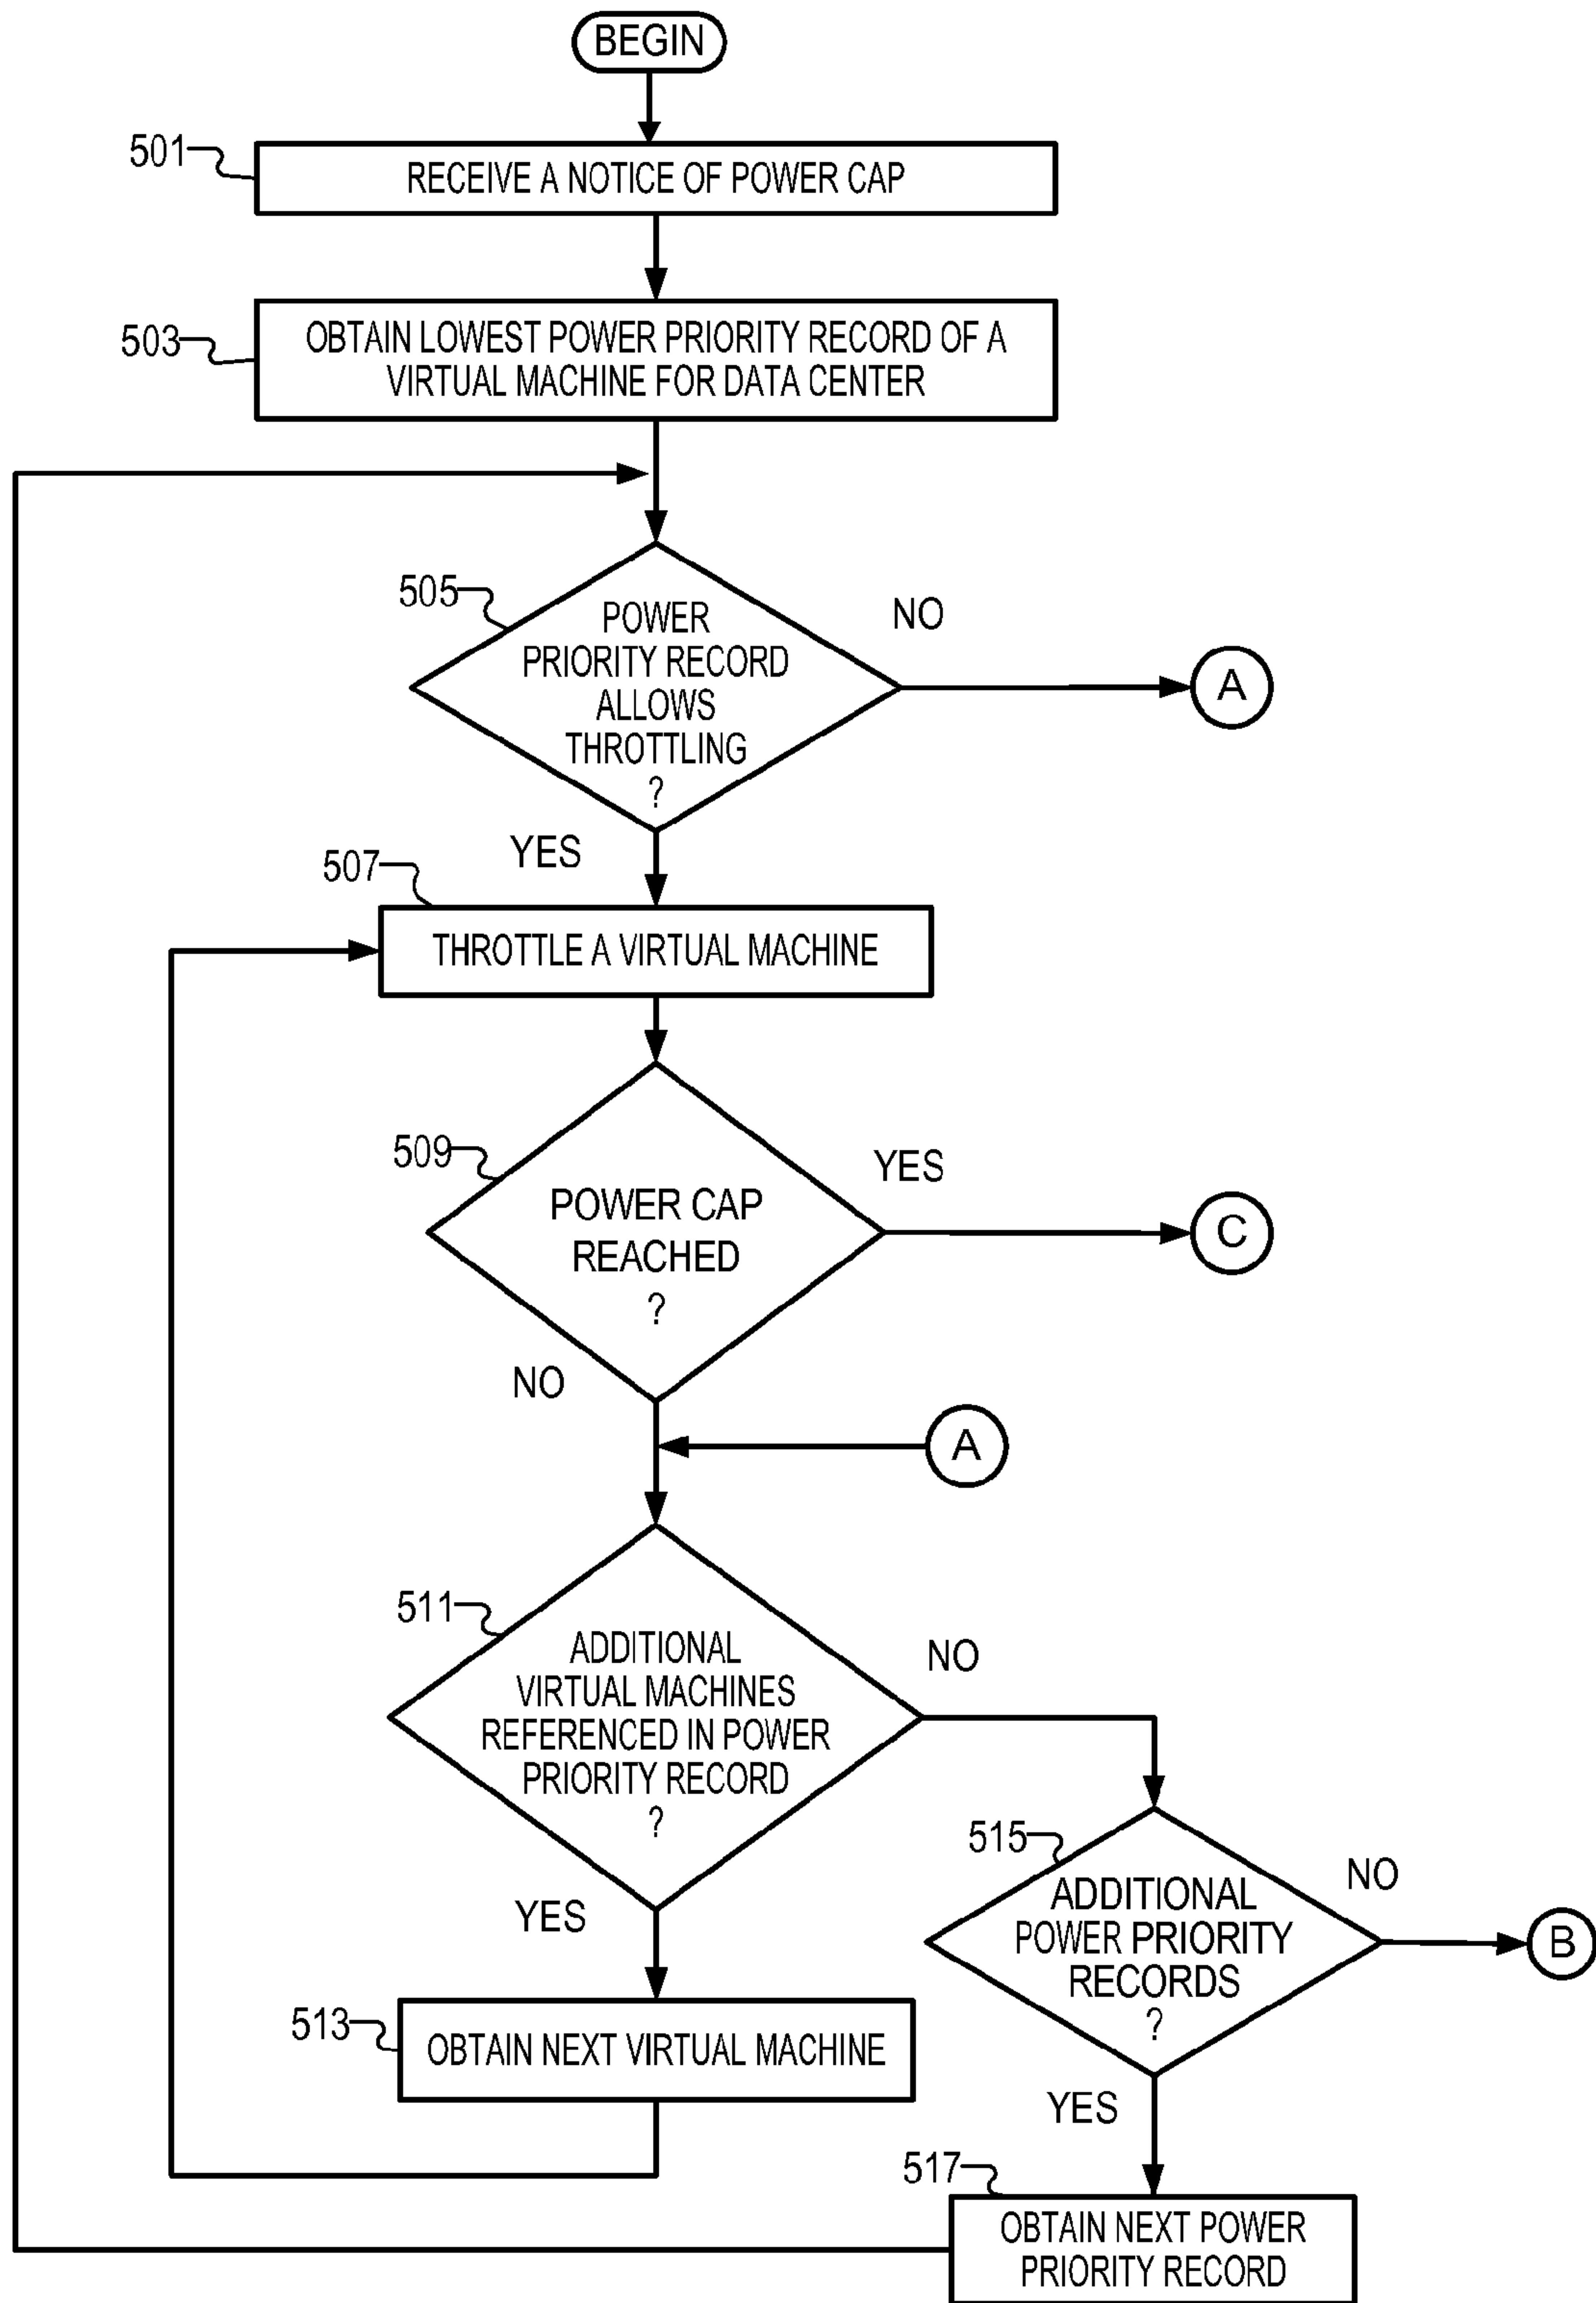 BEGIN
501
RECEIVE A NOTICE OF POWER CAP
503
OBTAIN LOWEST POWER PRIORITY RECORD OF A
VIRTUAL MACHINE FOR DATA CENTER
505
POWER
PRIORITY RECORD
ALLOWS
THROTTLING
?
NO
A
YES
507
THROTTLE A VIRTUAL MACHINE
509
POWER CAP
REACHED
?
YES
C
NO
A
511
ADDITIONAL
VIRTUAL MACHINES
REFERENCED IN POWER
PRIORITY RECORD
?
NO
YES
515
ADDITIONAL
POWER PRIORITY
RECORDS
?
NO
B
513
OBTAIN NEXT VIRTUAL MACHINE
YES
517
OBTAIN NEXT POWER
PRIORITY RECORD